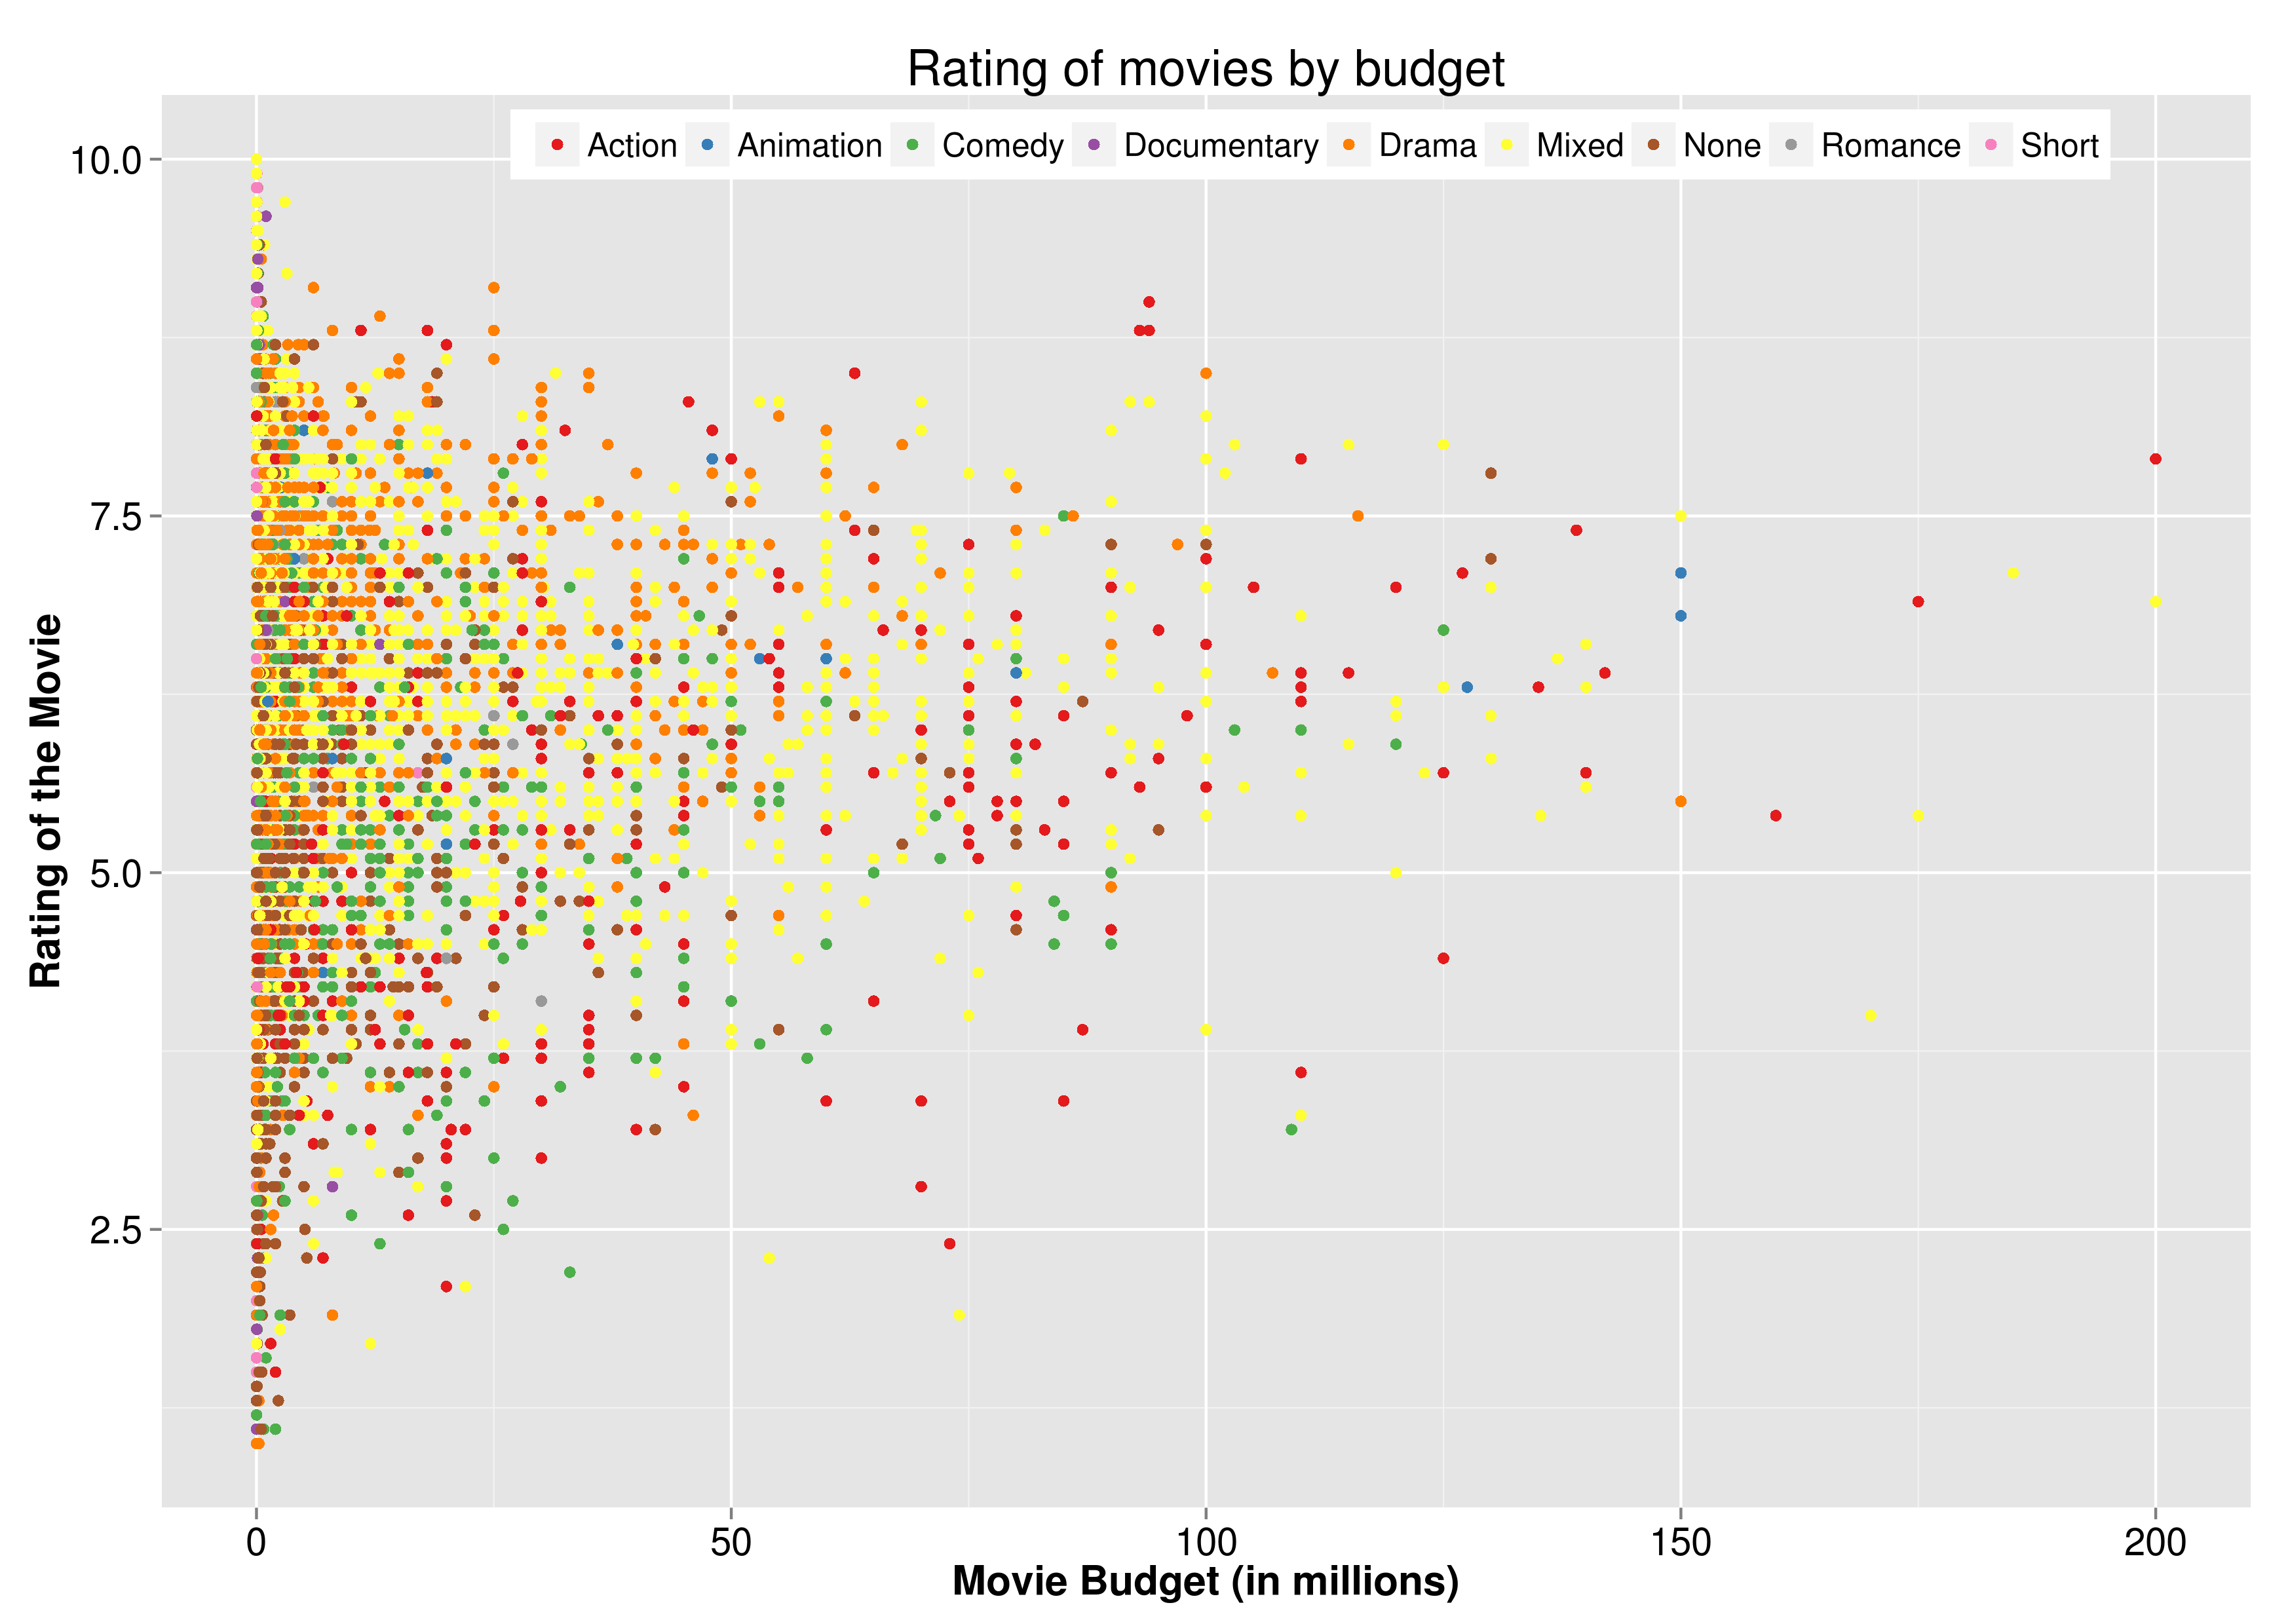 Rating of movies by budget
Action Animation Comedy Documentary Drama Mixed None Romance Short
10.0
7.5
5.0
2.5
Rating of the Movie
0 50 100 150 200
Movie Budget (in millions)